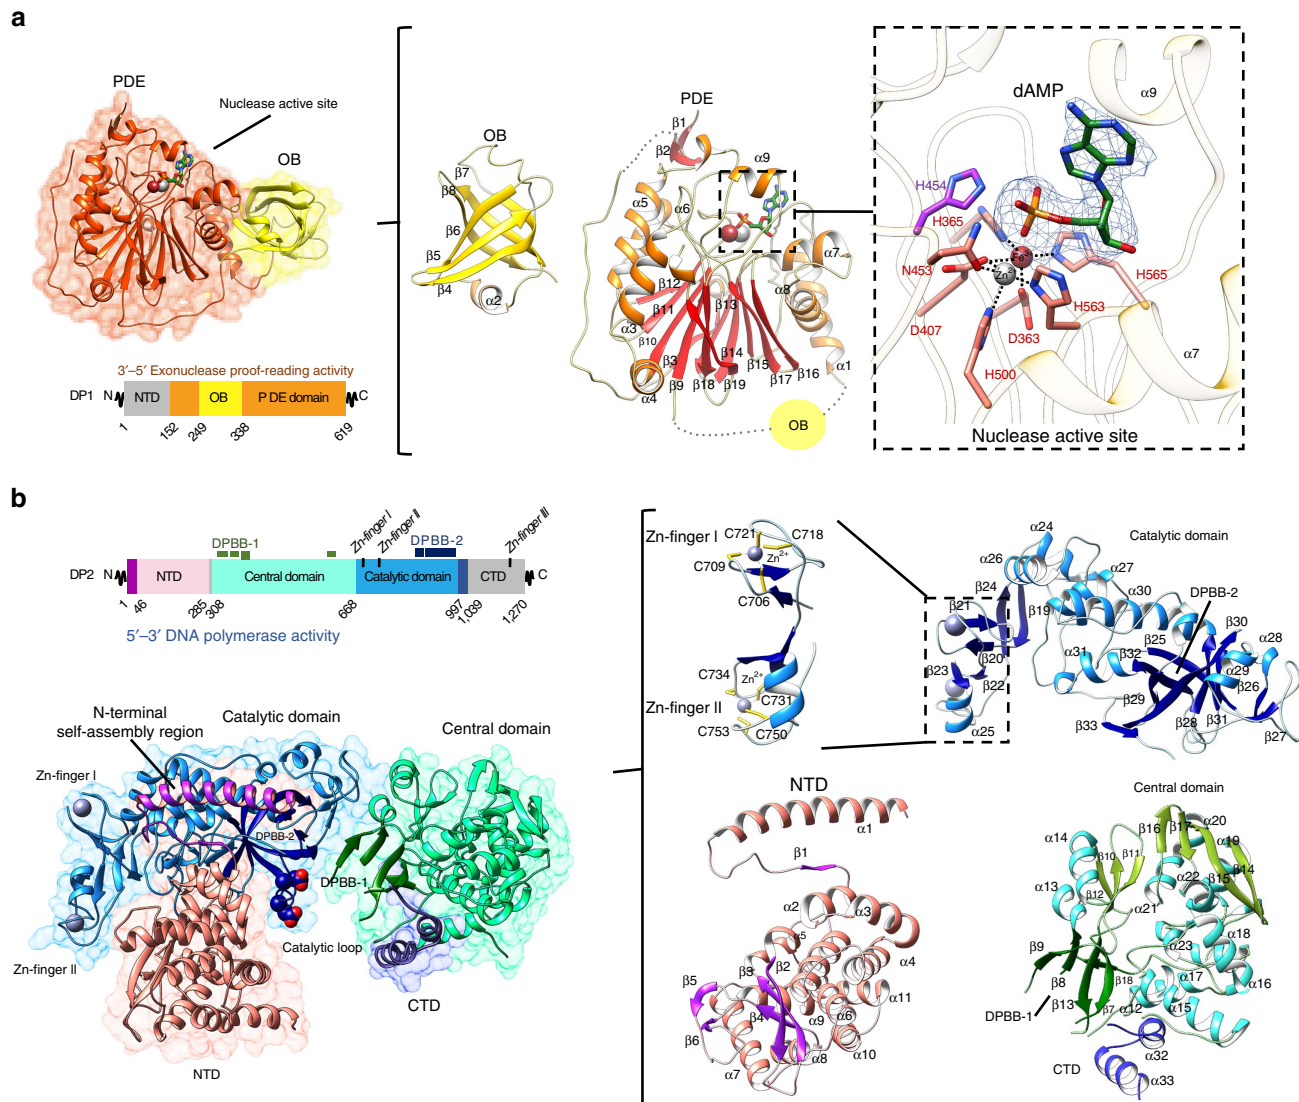 a
PDE
Nuclease active site
OB
3′–5′ Exonuclease proof-reading activity
DP1 N NTD OB P DE domain C
1 152 249 338 619
OB
β7
β8
β6
β5
β4
α2
PDE
β1
β2
α9
α5
α6
α7
α8
β12
β13
β11
α3
β10
β3
β14
β15
β16
β9
β18
β19
β17
α1
α4
OB
dAMP
α9
H454
H365
Fe3+
N453
Zn2+
H565
H563
D407
D363
α7
H500
Nuclease active site
b
DPBB-1
Zn-finger I
Zn-finger II
DPBB-2
Zn-finger III
DP2 N NTD Central domain Catalytic domain CTD C
1 46 285 308 668 997 1,039 1,270
5′–3′ DNA polymerase activity
N-terminal
self-assembly region
Catalytic domain
Central domain
Zn-finger I
DPBB-2
DPBB-1
Catalytic loop
Zn-finger II
CTD
NTD
Zn-finger I
C721
C718
Zn2+
C709
C706
C734
Zn2+
C731
Zn-finger II
C753
C750
α24
Catalytic domain
α26
α27
β24
α30
DPBB-2
β21
β19
β30
β25
α28
β20
α31
β32
β23
α29
β22
β26
β29
β33
β28
β31
β27
α25
NTD
α1
β1
α2
α3
α5
α4
β3
β2
β5
α11
β4
α9
α6
β6
α8
α10
α7
Central domain
α20
β16
β17
α14
α19
β10
β11
β14
α22
β15
α13
β12
α21
α18
β9
α23
β8
β18
α17
α16
β13
β7
α12
α15
DPBB-1
α32
CTD
α33